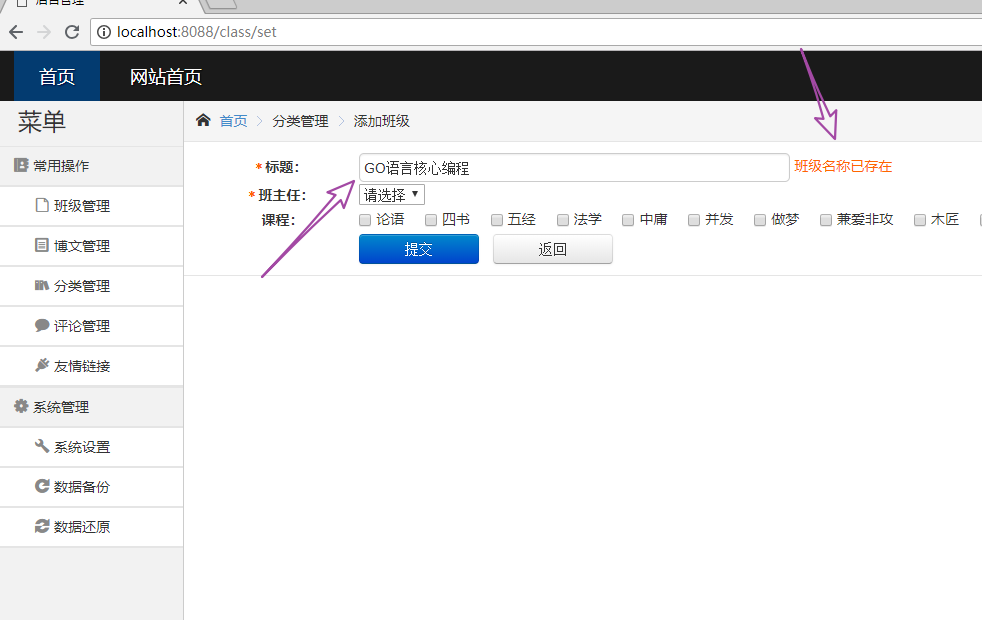 localhost:8088/class/set
首页 网站首页
菜单
首页 分类管理 添加班级
常用操作
班级管理
博文管理
分类管理
评论管理
友情链接
系统管理
系统设置
数据备份
数据还原
*标题: GO语言核心编程 班级名称已存在
*班主任: 请选择
课程: 论语 四书 五经 法学 中庸 并发 做梦 兼爱非攻 木匠
提交 返回